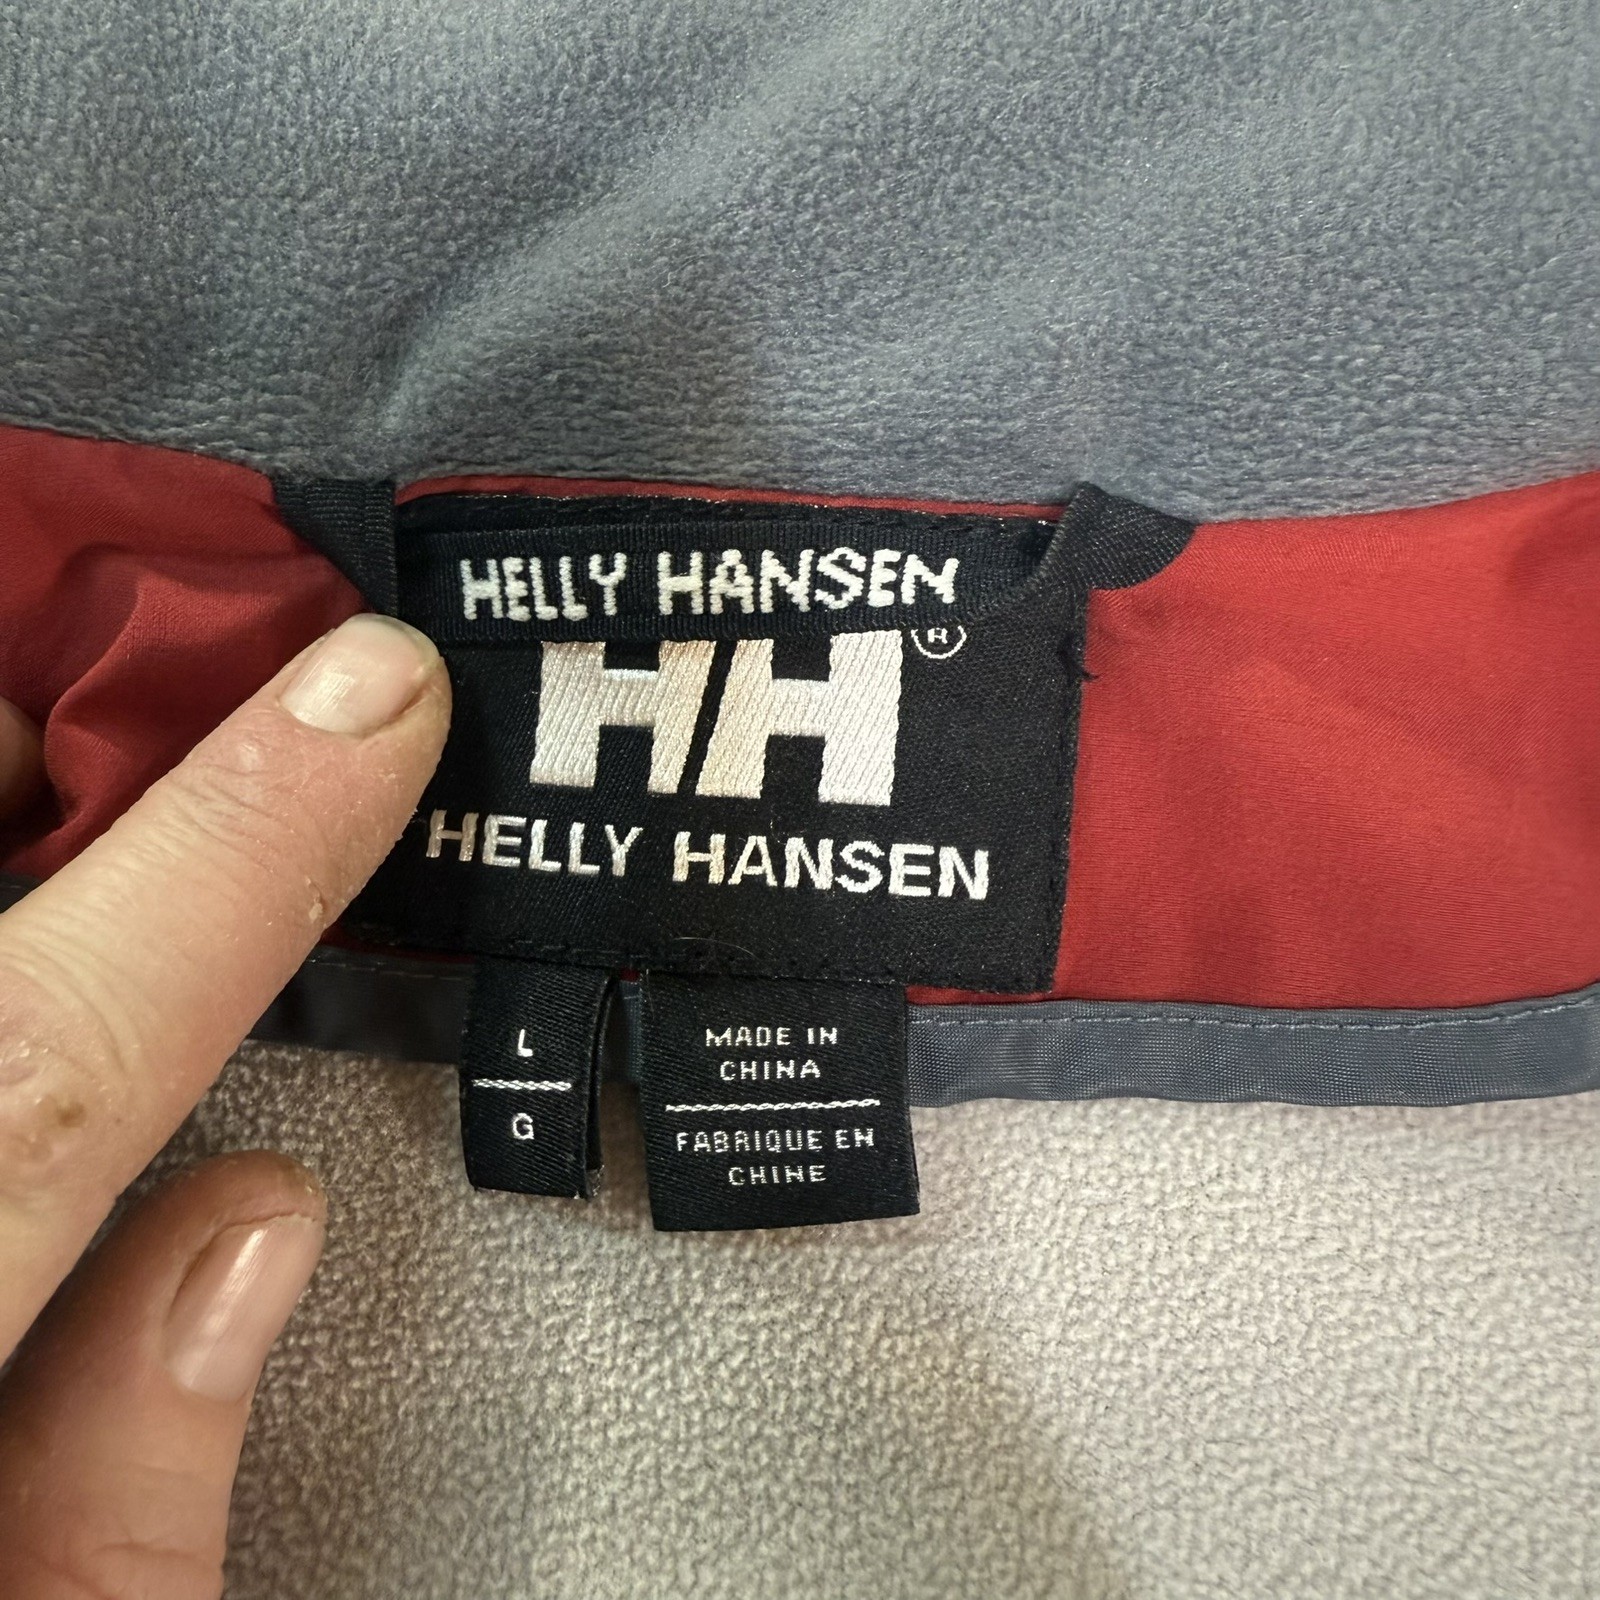 HELLY HANSEN
HH®
HELLY HANSEN
L
G
MADE IN
CHINA
FABRIQUE EN
CHINE